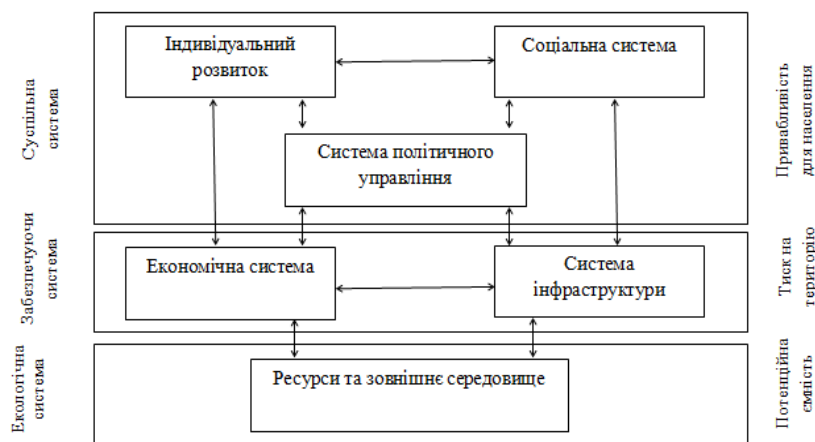 Індивідуальний
розвиток
Соціальна система
Система політичного
управління
Суспільна
система
Привабливість
для населення
Економічна система
Система
інфраструктури
Забезпечуючи
система
Тиск на
територію
Ресурси та зовнішнє середовище
Екологічна
система
Потенційна
ємність